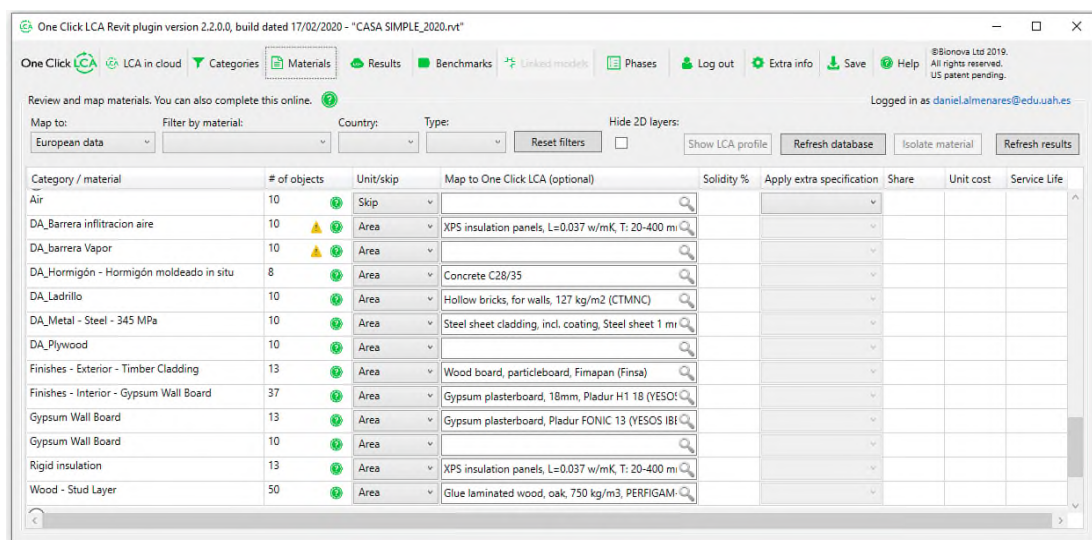 One Click LCA Revit plugin version 2.2.0.0, build dated 17/02/2020 - "CASA SIMPLE_2020.rvt"
One Click LCA LCA in cloud Categories Materials Results Benchmarks Linked models Phases Log out Extra info Save Help
©Bionova Ltd 2019.
All rights reserved.
US patent pending.
Review and map materials. You can also complete this online. Logged in as daniel.almenares@edu.uah.es
Map to: Filter by material: Country: Type: Hide 2D layers:
European data Reset filters Show LCA profile Refresh database Isolate material Refresh results
Category / material # of objects Unit/skip Map to One Click LCA (optional) Solidity % Apply extra specification Share Unit cost Service Life
Air 10 Skip
DA_Barrera inflitracion aire 10 Area XPS insulation panels, L=0.037 w/mK, T: 20-400 m
DA_barrera Vapor 10 Area
DA_Hormigón - Hormigón moldeado in situ 8 Area Concrete C28/35
DA_Ladrillo 10 Area Hollow bricks, for walls, 127 kg/m2 (CTMNC)
DA_Metal - Steel - 345 MPa 10 Area Steel sheet cladding, incl. coating, Steel sheet 1 m
DA_Plywood 10 Area
Finishes - Exterior - Timber Cladding 13 Area Wood board, particleboard, Fimapan (Finsa)
Finishes - Interior - Gypsum Wall Board 37 Area Gypsum plasterboard, 18mm, Pladur H1 18 (YESO
Gypsum Wall Board 13 Area Gypsum plasterboard, Pladur FONIC 13 (YESOS IB
Gypsum Wall Board 10 Area
Rigid insulation 13 Area XPS insulation panels, L=0.037 w/mK, T: 20-400 m
Wood - Stud Layer 50 Area Glue laminated wood, oak, 750 kg/m3, PERFIGAM-